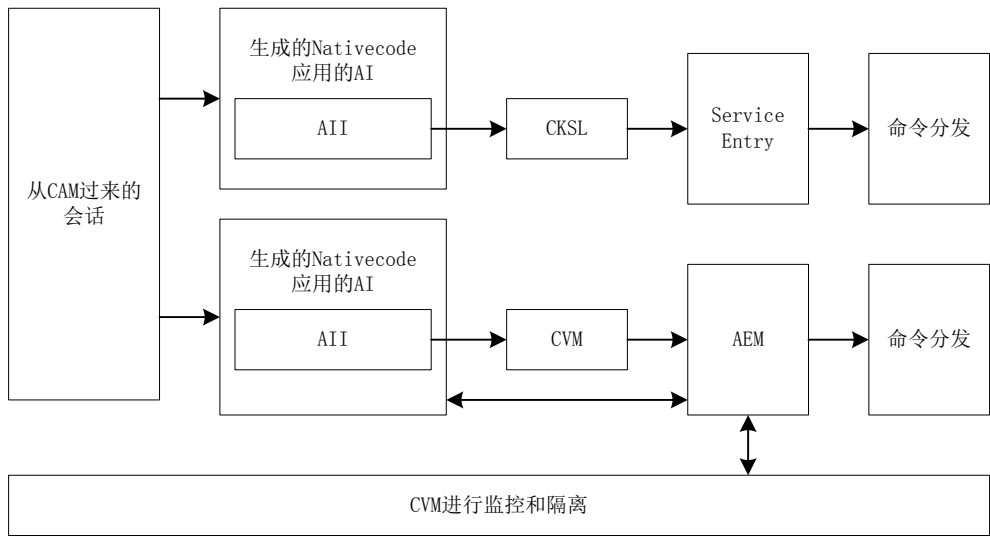 从CAM过来的
会话
生成的Nativecode
应用的AI
AII
CKSL
Service
Entry
命令分发
生成的Nativecode
应用的AI
AII
CVM
AEM
命令分发
CVM进行监控和隔离